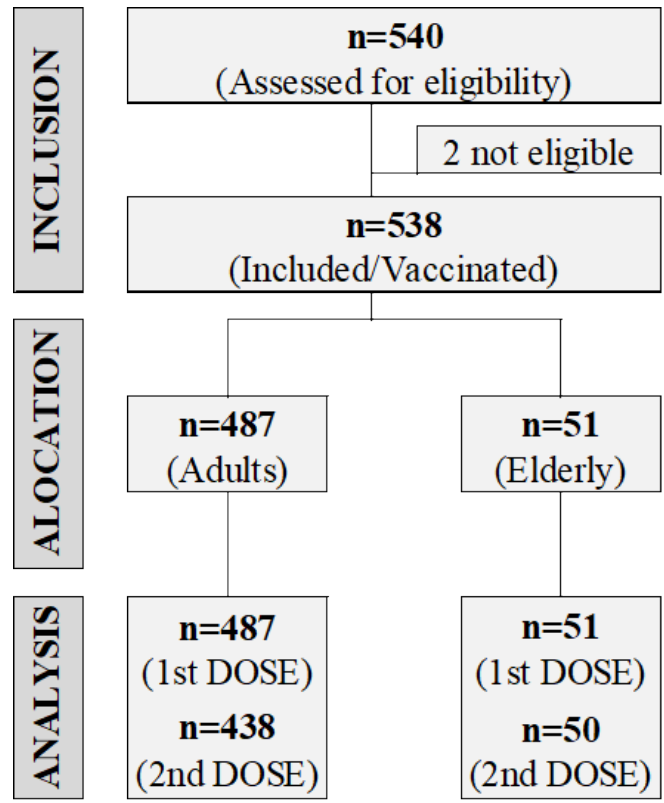 INCLUSION
n=540
(Assessed for eligibility)
2 not eligible
n=538
(Included/Vaccinated)
ALOCATION
n=487
(Adults)
n=51
(Elderly)
ANALYSIS
n=487
(1st DOSE)
n=438
(2nd DOSE)
n=51
(1st DOSE)
n=50
(2nd DOSE)